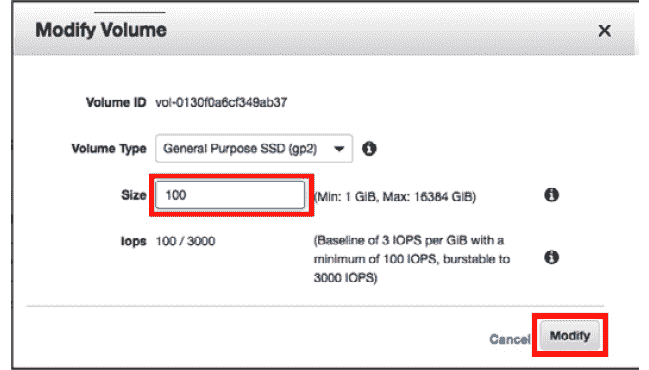 Modify Volume
Volume ID vol-0130f0a6cf349ab37
Volume Type General Purpose SSD (gp2)
Size 100 (Min: 1 GiB, Max: 16384 GiB)
Iops 100 / 3000 (Baseline of 3 IOPS per GiB with a
minimum of 100 IOPS, burstable to
3000 IOPS)
Cancel Modify